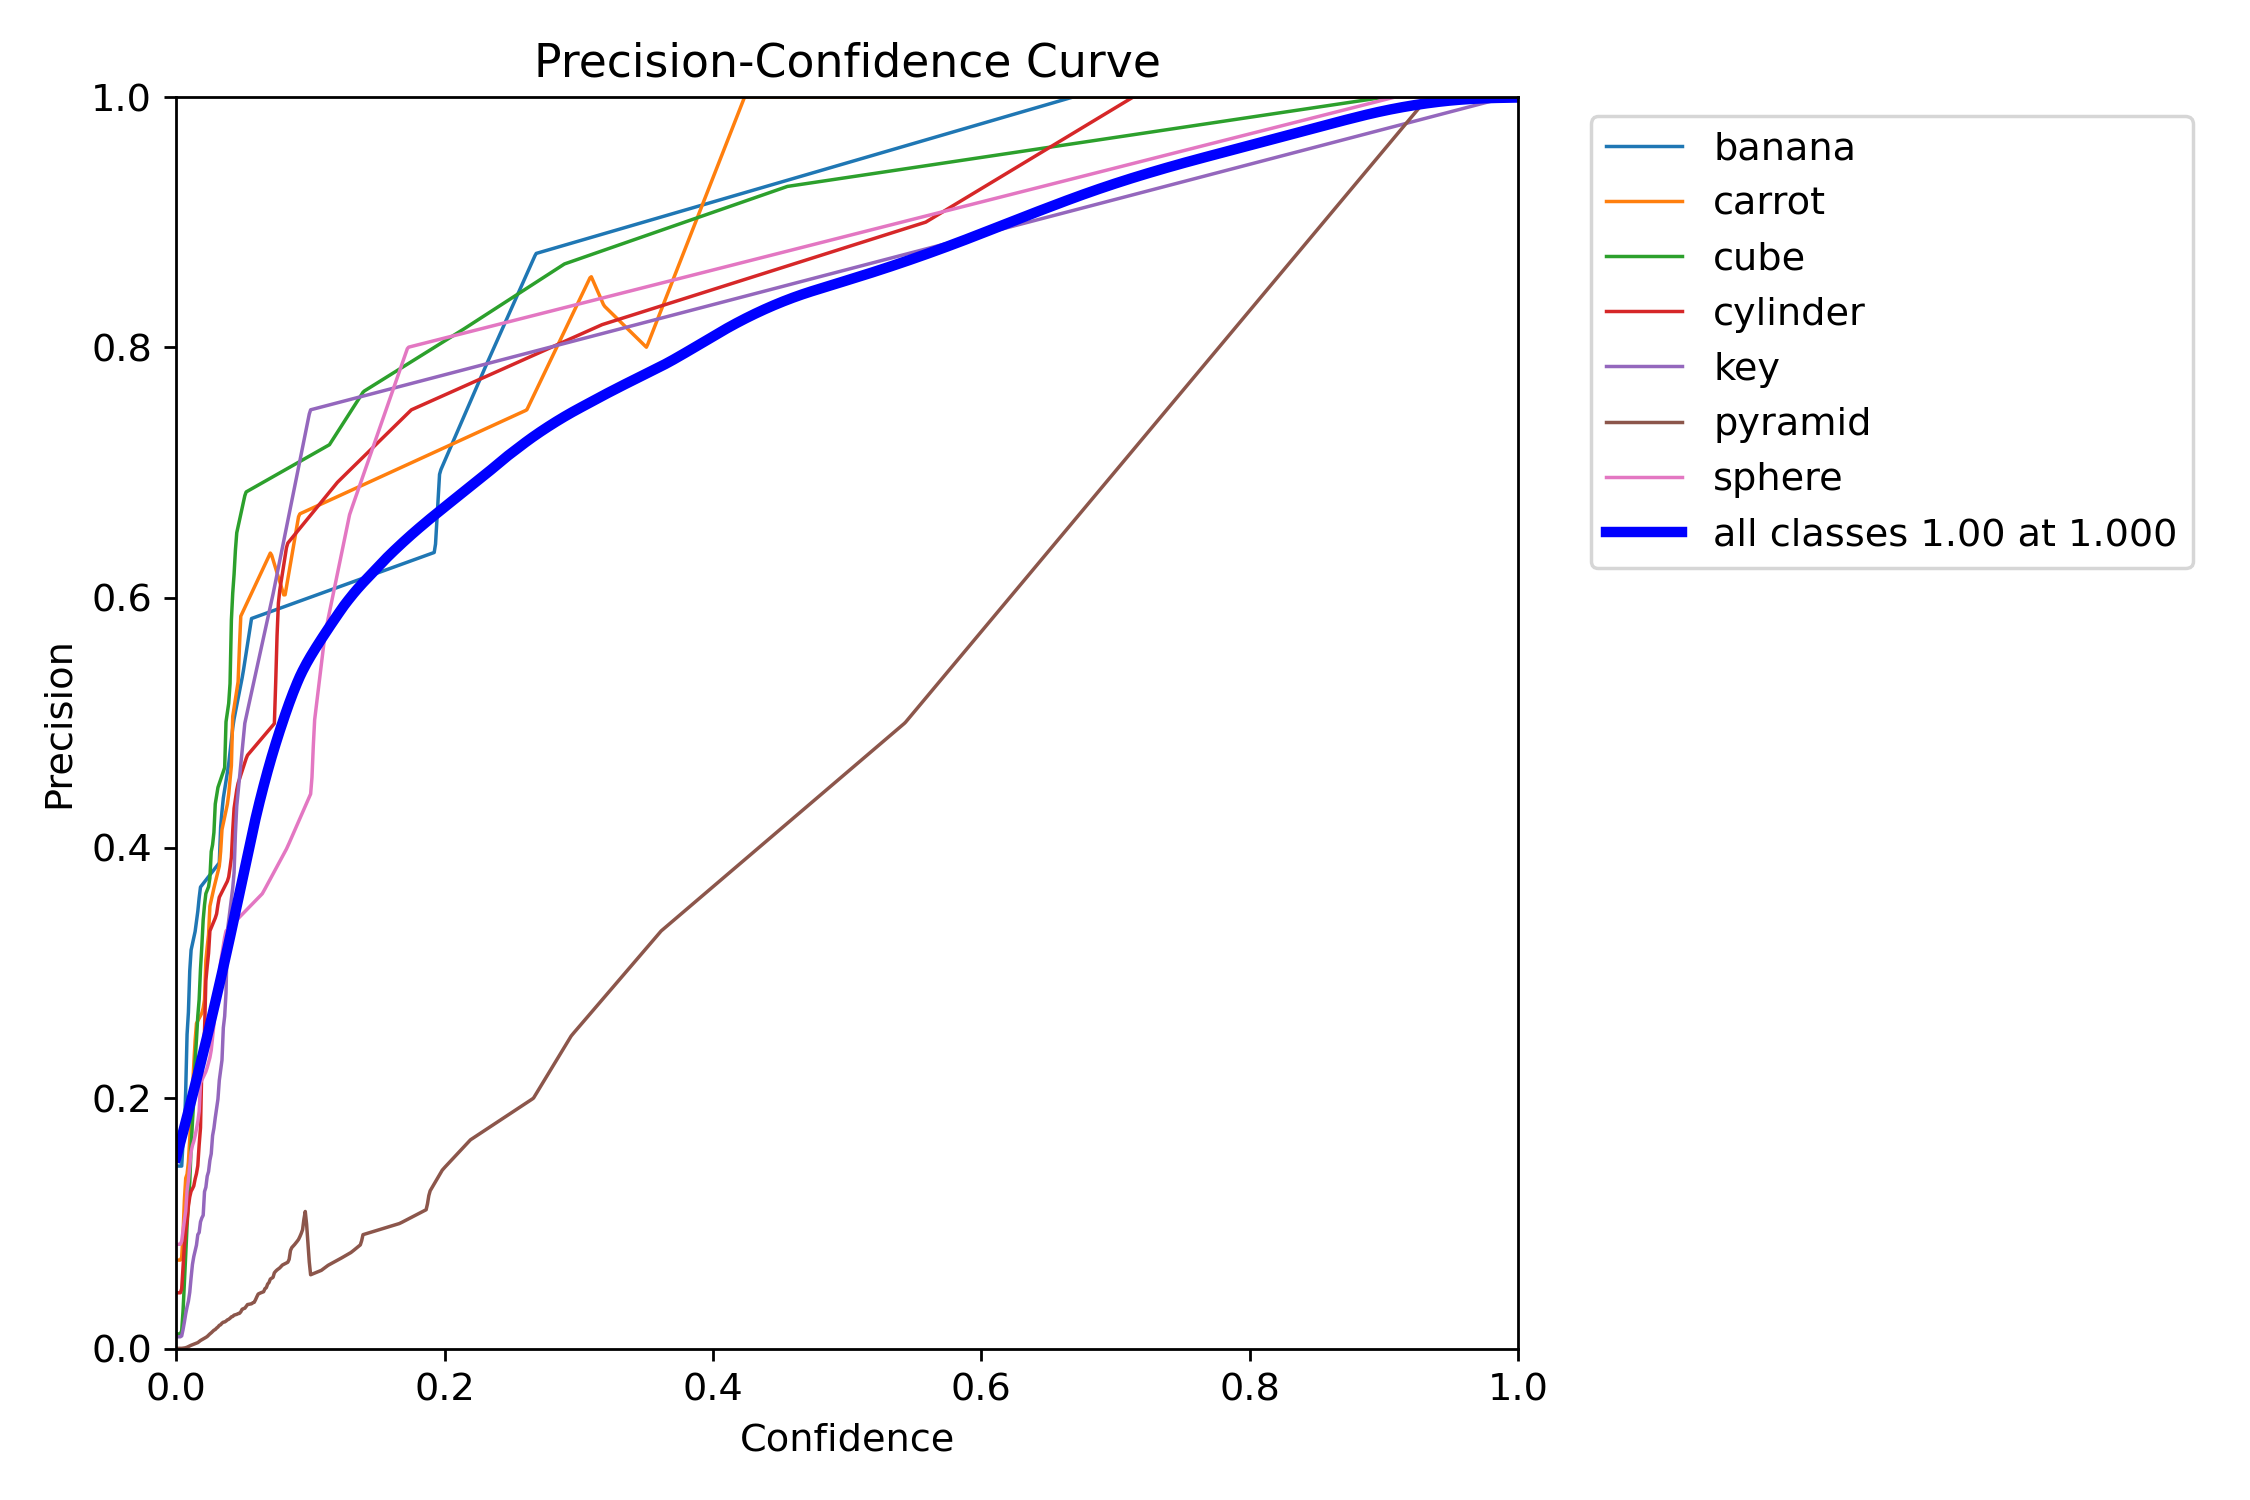 Precision-Confidence Curve
1.0
0.8
0.6
0.4
0.2
0.0
Precision
0.0 0.2 0.4 0.6 0.8 1.0
Confidence
banana
carrot
cube
cylinder
key
pyramid
sphere
all classes 1.00 at 1.000